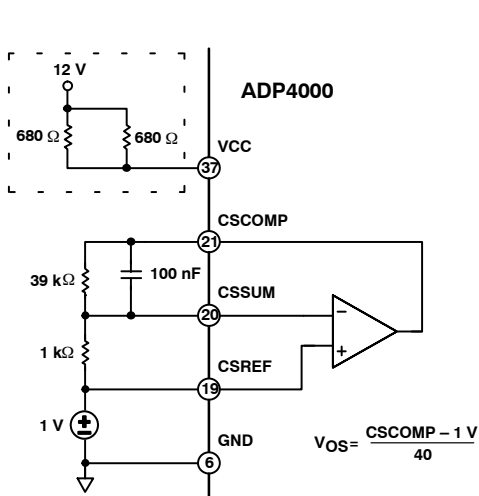 12 V
ADP4000
680 Ω 680 Ω
VCC
37
CSCOMP
21
39 kΩ 100 nF
CSSUM
20
−
1 kΩ
+
CSREF
19
1 V
GND
6
VOS = CSCOMP – 1 V
40